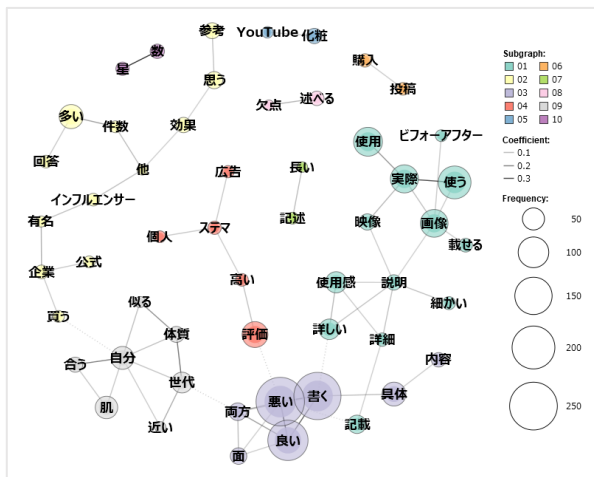 参考
YouTube
化粧
数
星
思う
購入
投稿
欠点
述べる
多い
件数
効果
回答
他
広告
長い
使用
ビフォーアフター
実際
使う
インフルエンサー
有名
個人
ステマ
記述
映像
画像
載せる
企業
公式
高い
使用感
説明
細かい
買う
似る
体質
評価
詳しい
詳細
合う
自分
世代
内容
肌
近い
両方
悪い
書く
具体
面
良い
記載
Subgraph:
01 06
02 07
03 08
04 09
05 10
Coefficient:
0.1
0.2
0.3
Frequency:
50
100
150
200
250